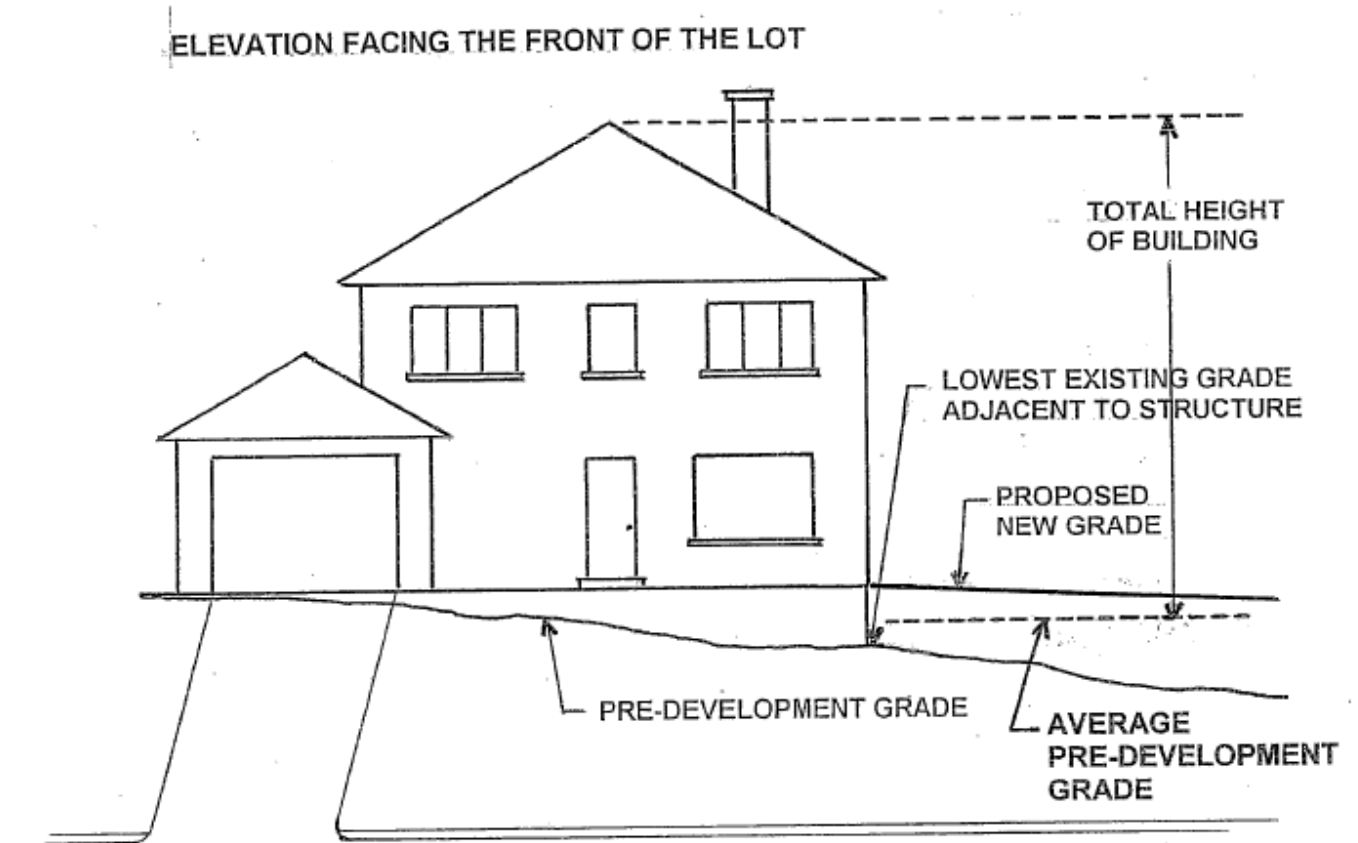 ELEVATION FACING THE FRONT OF THE LOT
TOTAL HEIGHT
OF BUILDING
LOWEST EXISTING GRADE
ADJACENT TO STRUCTURE
PROPOSED
NEW GRADE
PRE-DEVELOPMENT GRADE
AVERAGE
PRE-DEVELOPMENT
GRADE